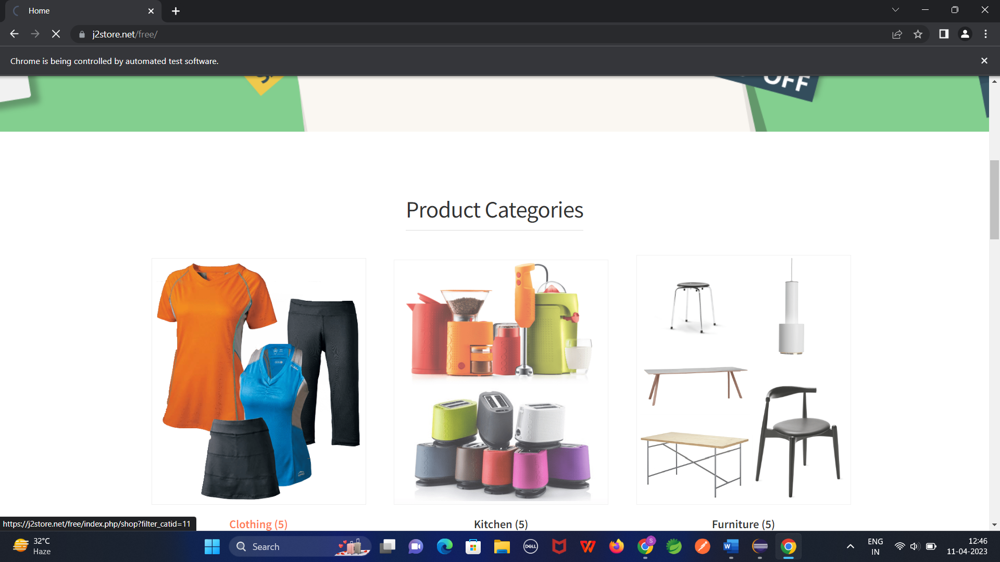 Home
j2store.net/free/
Chrome is being controlled by automated test software.
OFF
Product Categories
Clothing (5)
Kitchen (5)
Furniture (5)
https://j2store.net/free/index.php/shop?filter_catid=11
32°C
Haze
Search
DELL
W
S
W
ENG
IN
12:46
11-04-2023